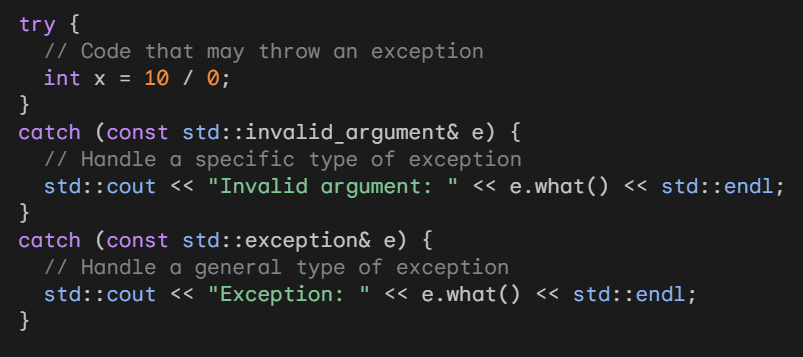 try {
  // Code that may throw an exception
  int x = 10 / 0;
}
catch (const std::invalid_argument& e) {
  // Handle a specific type of exception
  std::cout << "Invalid argument: " << e.what() << std::endl;
}
catch (const std::exception& e) {
  // Handle a general type of exception
  std::cout << "Exception: " << e.what() << std::endl;
}